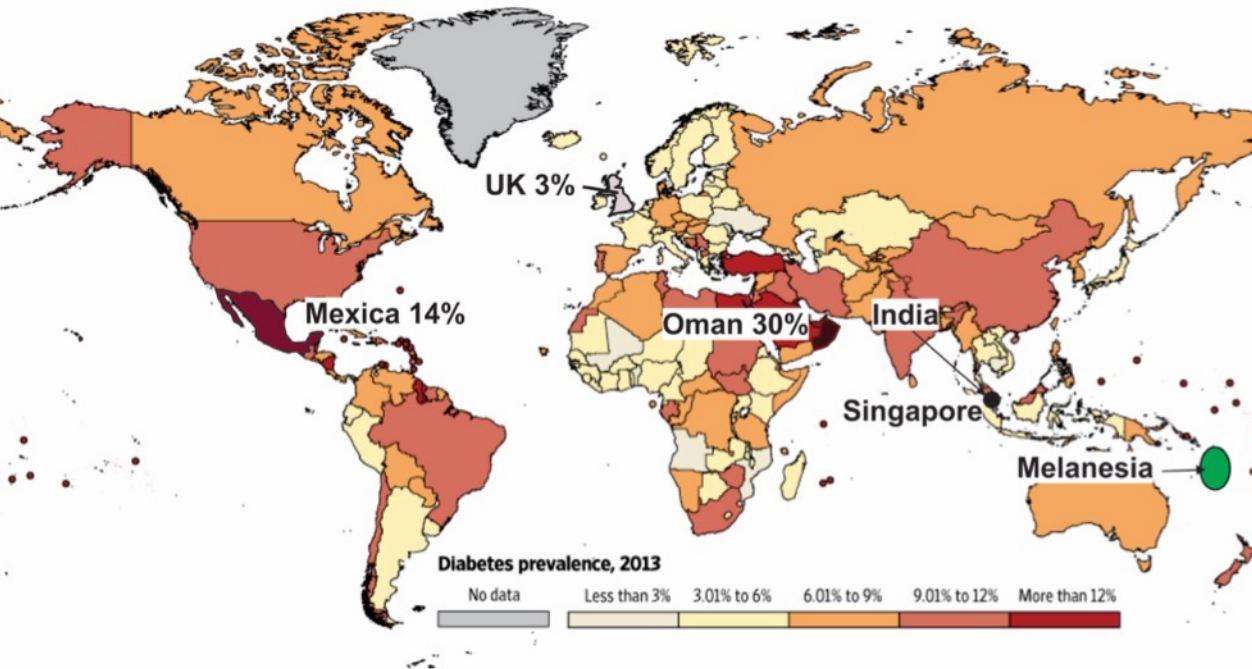 UK 3%
Mexica 14%
Oman 30%
India
Singapore
Melanesia
Diabetes prevalence, 2013
No data
Less than 3%
3.01% to 6%
6.01% to 9%
9.01% to 12%
More than 12%